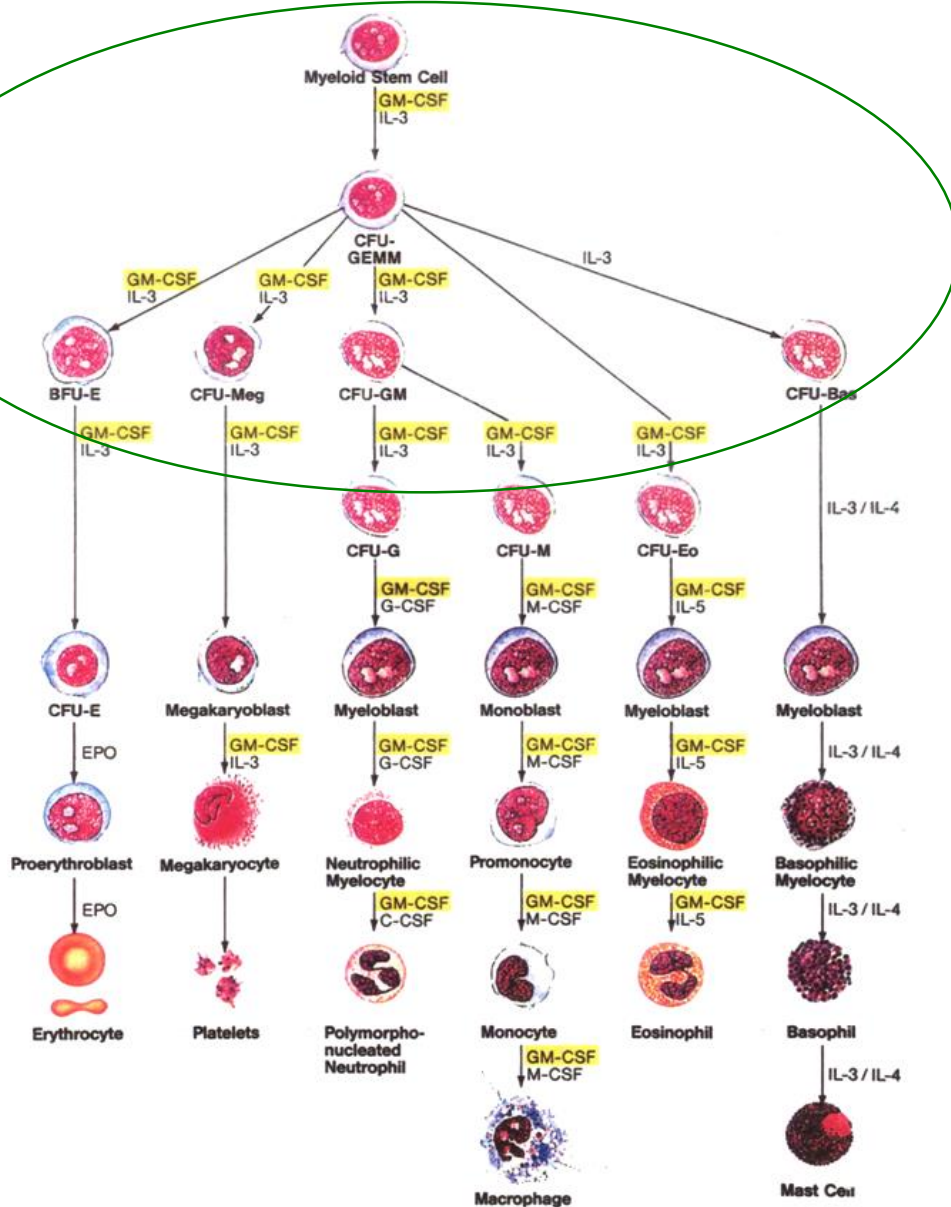 Myeloid Stem Cell
GM-CSF
IL-3
CFU-
GEMM
IL-3
GM-CSF
IL-3
GM-CSF
IL-3
GM-CSF
IL-3
BFU-E
CFU-Meg
CFU-GM
CFU-Bas
GM-CSF
IL-3
GM-CSF
IL-3
GM-CSF
IL-3
GM-CSF
IL-3
GM-CSF
IL-3
IL-3 / IL-4
CFU-G
CFU-M
CFU-Eo
GM-CSF
G-CSF
GM-CSF
M-CSF
GM-CSF
IL-5
CFU-E
Megakaryoblast
Myeloblast
Monoblast
Myeloblast
Myeloblast
EPO
GM-CSF
IL-3
GM-CSF
G-CSF
GM-CSF
M-CSF
GM-CSF
IL-5
IL-3 / IL-4
Proerythroblast
Megakaryocyte
Neutrophilic
Myelocyte
Promonocyte
Eosinophilic
Myelocyte
Basophilic
Myelocyte
EPO
GM-CSF
C-CSF
GM-CSF
M-CSF
GM-CSF
IL-5
IL-3 / IL-4
Erythrocyte
Platelets
Polymorpho-
nucleated
Neutrophil
Monocyte
Eosinophil
Basophil
GM-CSF
M-CSF
IL-3 / IL-4
Macrophage
Mast Cell